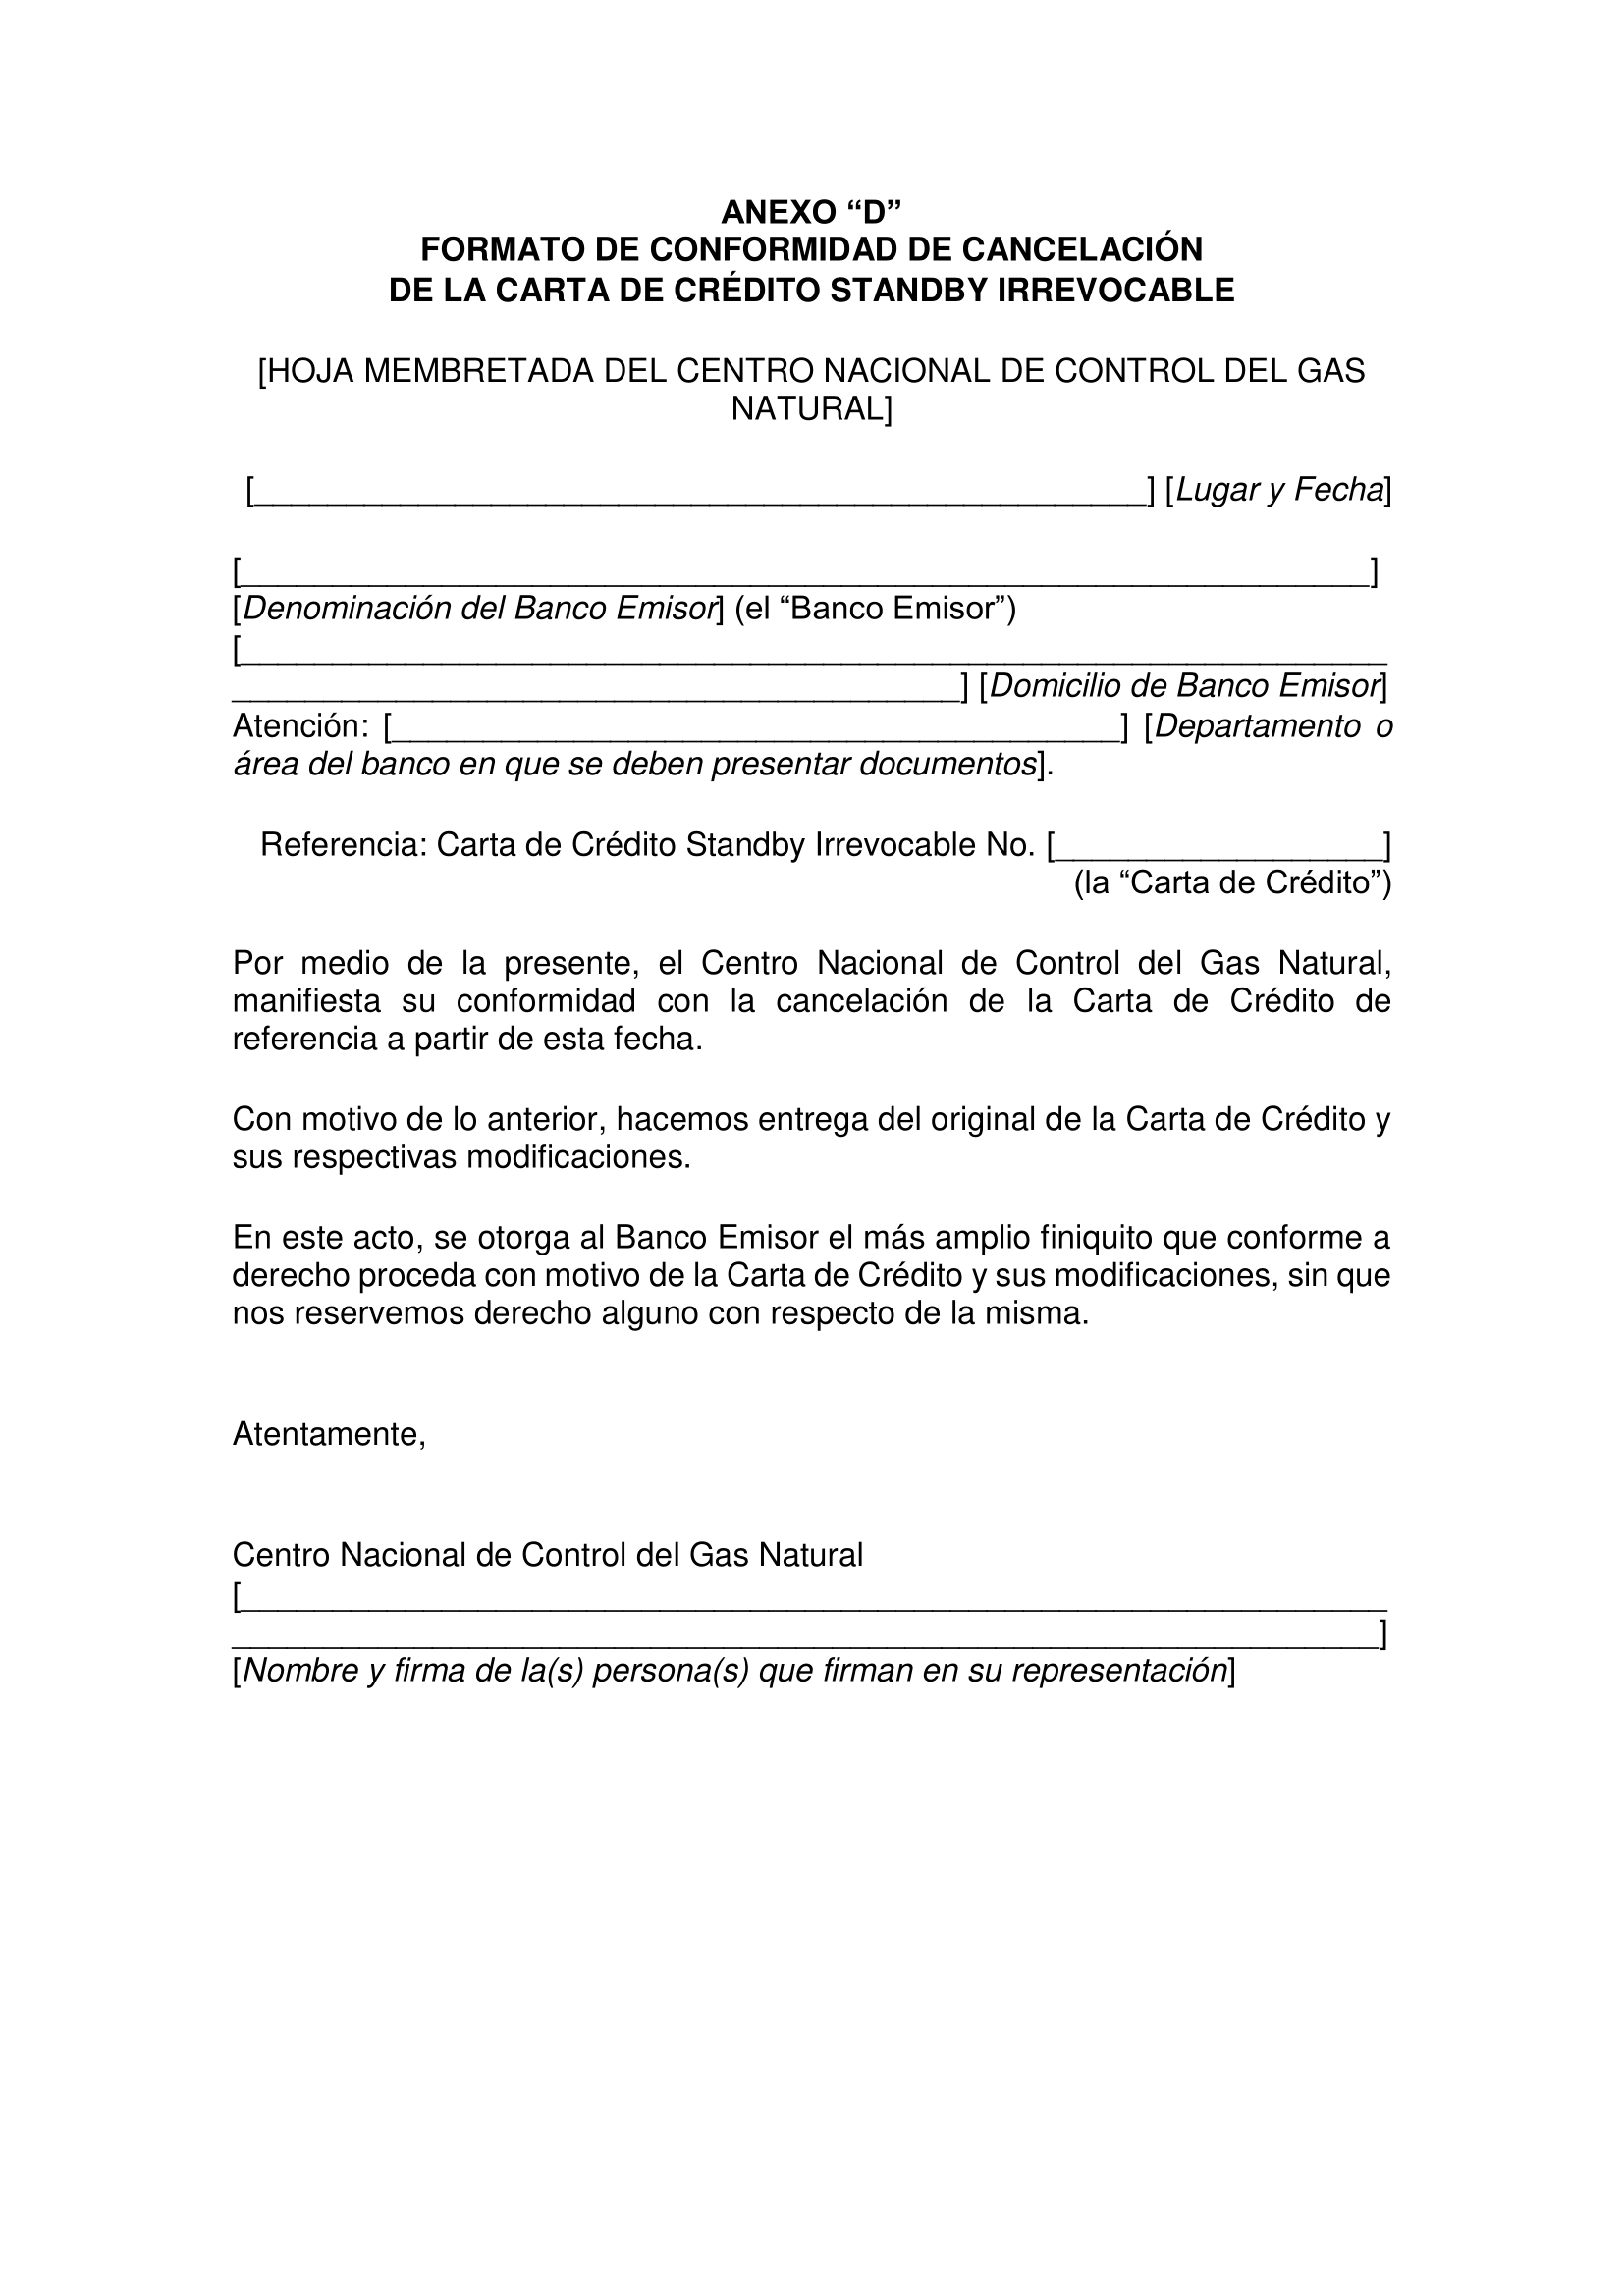 ANEXO “D”
FORMATO DE CONFORMIDAD DE CANCELACIÓN
DE LA CARTA DE CRÉDITO STANDBY IRREVOCABLE
[HOJA MEMBRETADA DEL CENTRO NACIONAL DE CONTROL DEL GAS
NATURAL]
[_________________________________________________] [Lugar y Fecha]
[______________________________________________________________]
[Denominación del Banco Emisor] (el “Banco Emisor”)
[_______________________________________________________________
________________________________________] [Domicilio de Banco Emisor]
Atención: [________________________________________] [Departamento o
área del banco en que se deben presentar documentos].
Referencia: Carta de Crédito Standby Irrevocable No. [__________________]
(la “Carta de Crédito”)
Por medio de la presente, el Centro Nacional de Control del Gas Natural,
manifiesta su conformidad con la cancelación de la Carta de Crédito de
referencia a partir de esta fecha.
Con motivo de lo anterior, hacemos entrega del original de la Carta de Crédito y
sus respectivas modificaciones.
En este acto, se otorga al Banco Emisor el más amplio finiquito que conforme a
derecho proceda con motivo de la Carta de Crédito y sus modificaciones, sin que
nos reservemos derecho alguno con respecto de la misma.
Atentamente,
Centro Nacional de Control del Gas Natural
[_______________________________________________________________
_______________________________________________________________]
[Nombre y firma de la(s) persona(s) que firman en su representación]